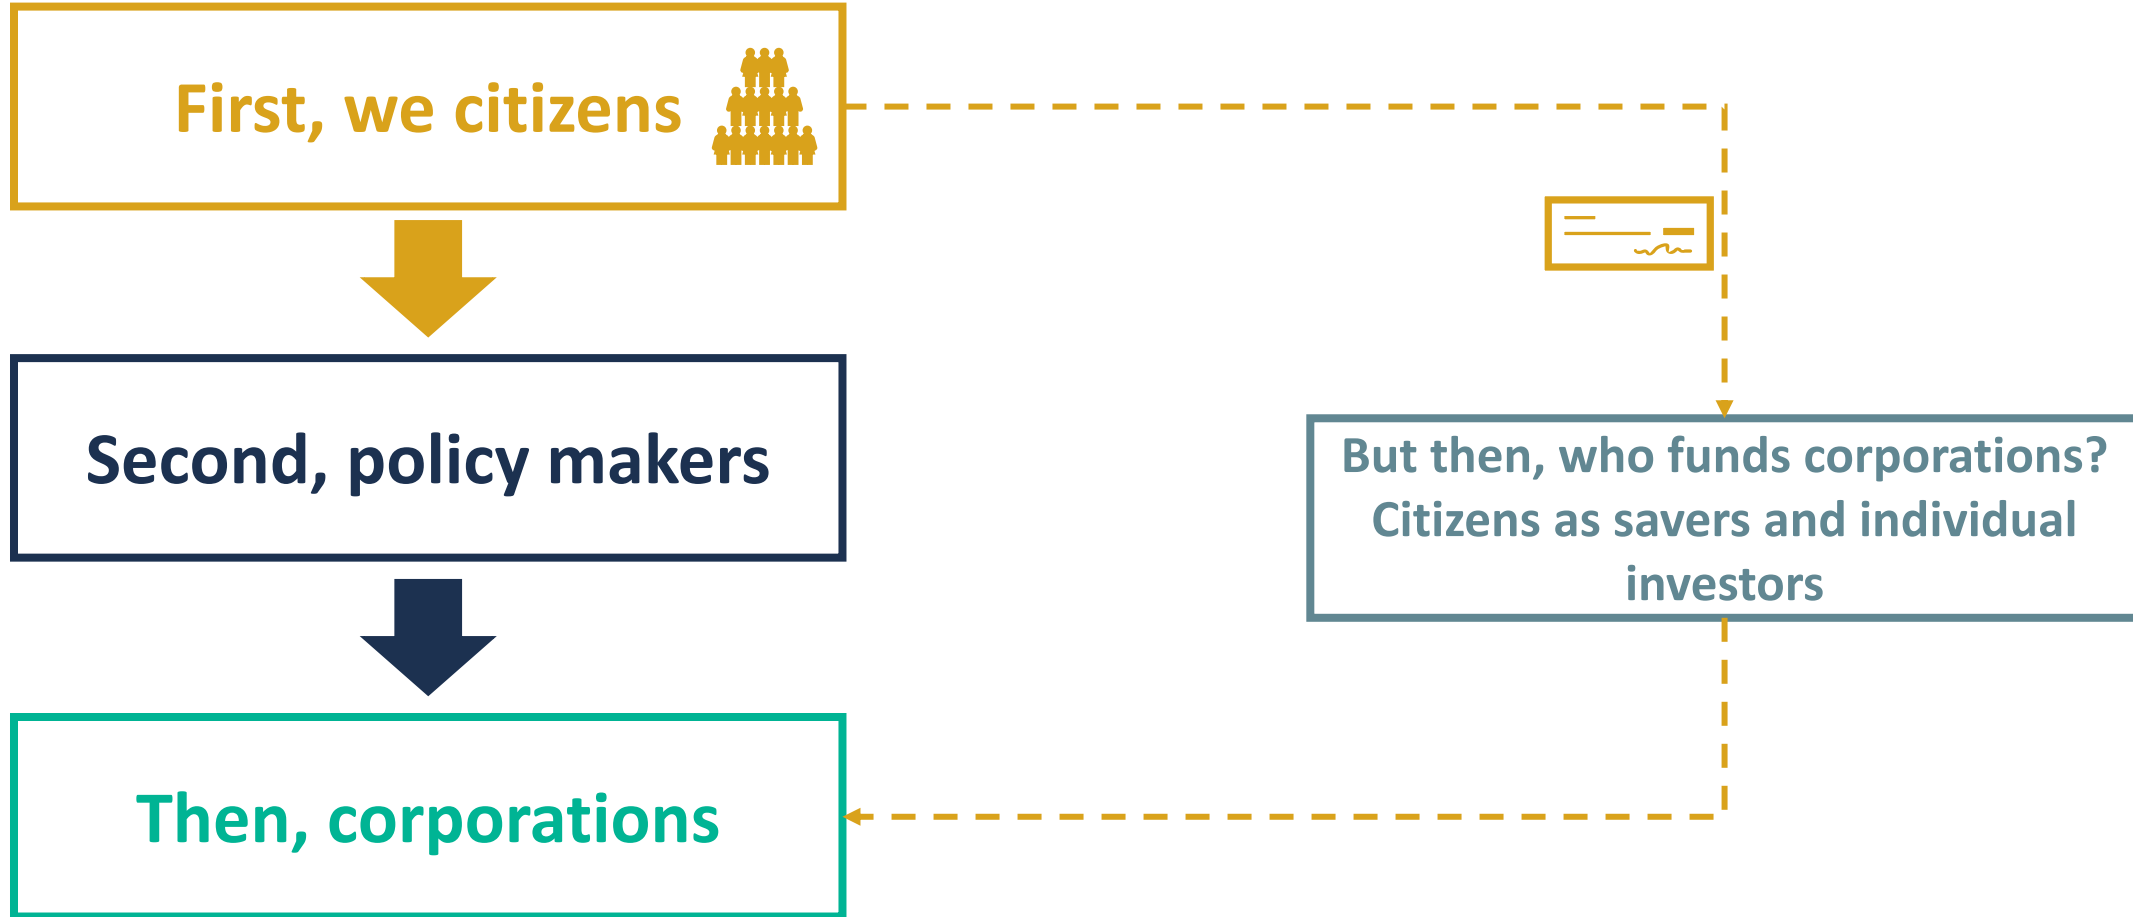 First, we citizens
Second, policy makers
But then, who funds corporations?
Citizens as savers and individual
investors
Then, corporations